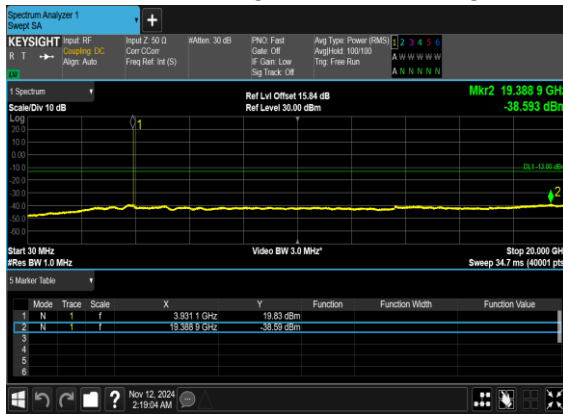 Spectrum Analyzer 1
Swept SA
+
KEYSIGHT Input: RF Input Z: 50 Ω #Atten: 30 dB PNO: Fast Avg Type: Power (RMS) 1 2 3 4 5 6
R T Coupling: DC Corr CCorr Gate: Off Avg|Hold: 100/100 A W W W W W
Align: Auto Freq Ref: Int (S) IF Gain: Low Trig: Free Run
Sig Track: Off A N N N N N
1 Spectrum Ref Lvl Offset 15.84 dB Mkr2 19.388 9 GHz
Scale/Div 10 dB Ref Level 30.00 dBm -38.593 dBm
Log
20.0
10.0
0.00
-10.0
-20.0
-30.0
-40.0
-50.0
-60.0
1
DL1 -13.00 dB
2
Start 30 MHz Video BW 3.0 MHz* Stop 20.000 GH
#Res BW 1.0 MHz Sweep 34.7 ms (40001 pts
5 Marker Table
Mode Trace Scale X Y Function Function Width Function Value
1 N 1 f 3.931 1 GHz 19.83 dBm
2 N 1 f 19.388 9 GHz -38.59 dBm
3
4
5
6
? Nov 12, 2024
2:19:04 AM